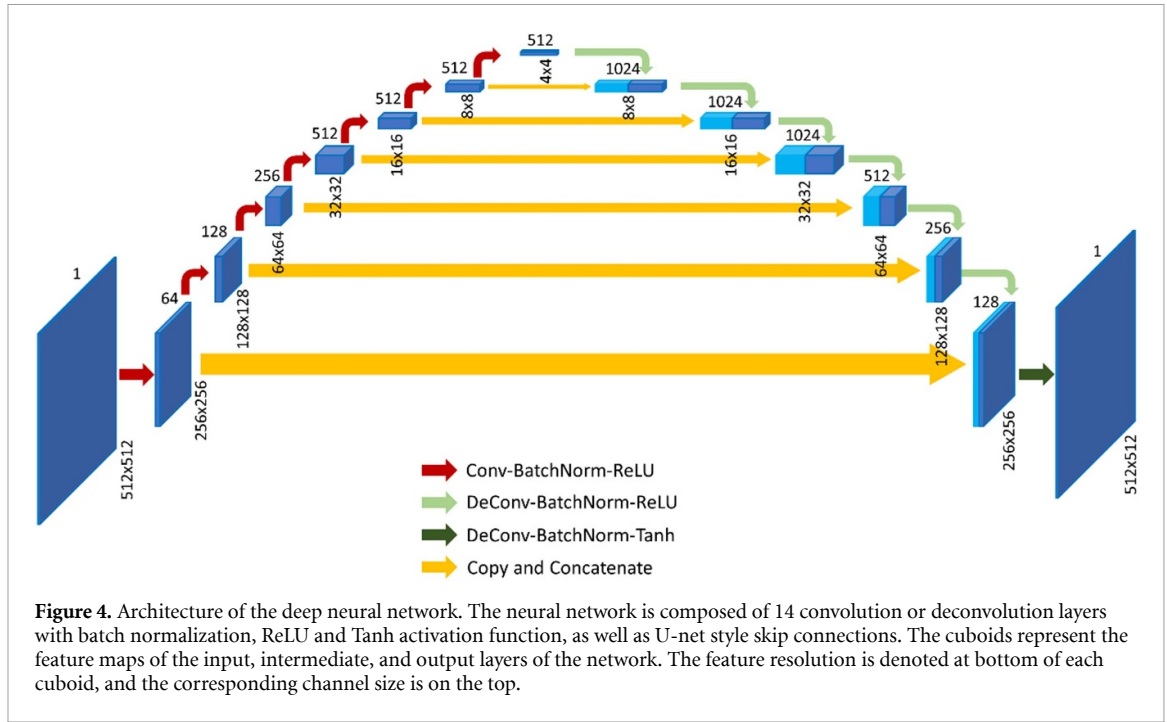 512
4x4
512
8x8
1024
8x8
512
16x16
1024
16x16
512
32x32
1024
32x32
256
64x64
512
64x64
128
128x128
256
128x128
1
512x512
64
256x256
128
256x256
1
512x512
Conv-BatchNorm-ReLU
DeConv-BatchNorm-ReLU
DeConv-BatchNorm-Tanh
Copy and Concatenate
Figure 4. Architecture of the deep neural network. The neural network is composed of 14 convolution or deconvolution layers
with batch normalization, ReLU and Tanh activation function, as well as U-net style skip connections. The cuboids represent the
feature maps of the input, intermediate, and output layers of the network. The feature resolution is denoted at bottom of each
cuboid, and the corresponding channel size is on the top.